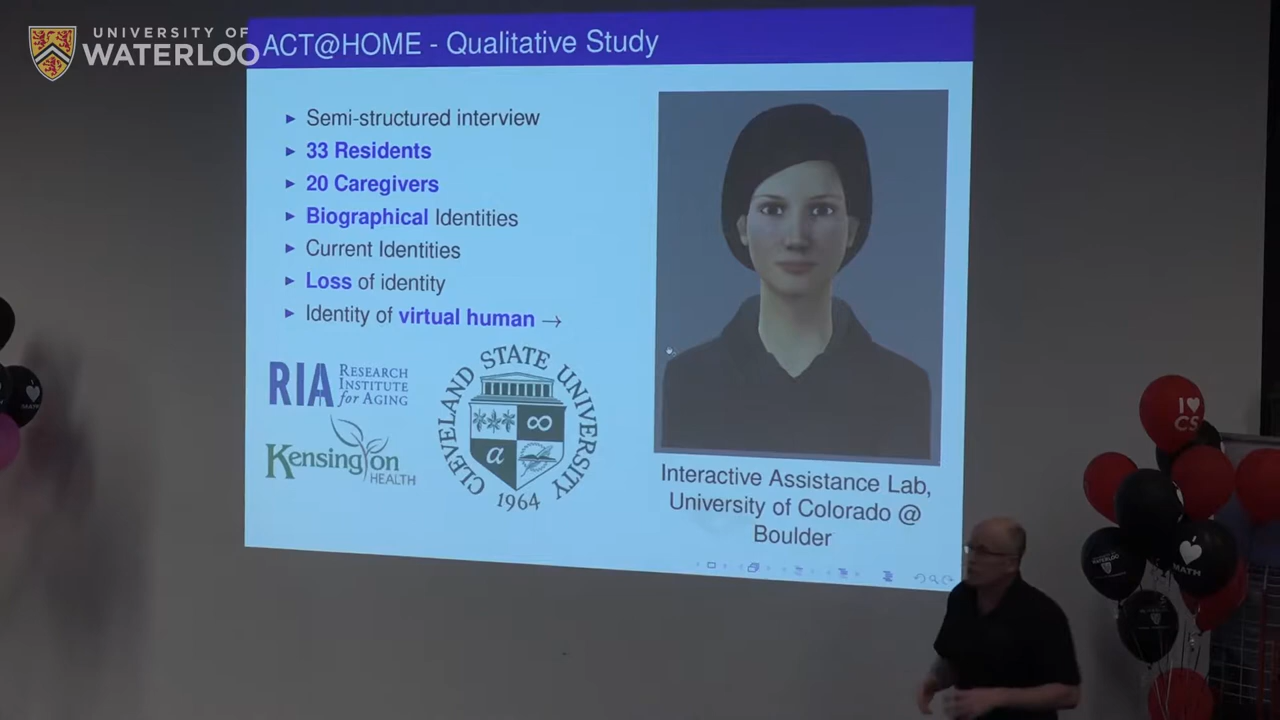 UNIVERSITY OF
WATERLOO
ACT@HOME - Qualitative Study
Semi-structured interview
33 Residents
20 Caregivers
Biographical Identities
Current Identities
Loss of identity
Identity of virtual human →
RIA RESEARCH
INSTITUTE
for AGING
Kensington
HEALTH
CLEVELAND STATE UNIVERSITY
α
∞
1964
Interactive Assistance Lab,
University of Colorado @
Boulder
I ♥
CS
♥
MATH
MATH